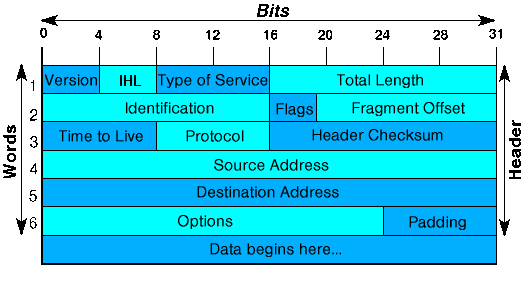 Bits
0 4 8 12 16 20 24 28 31
Words
Header
1 Version IHL Type of Service Total Length
2 Identification Flags Fragment Offset
3 Time to Live Protocol Header Checksum
4 Source Address
5 Destination Address
6 Options Padding
Data begins here...